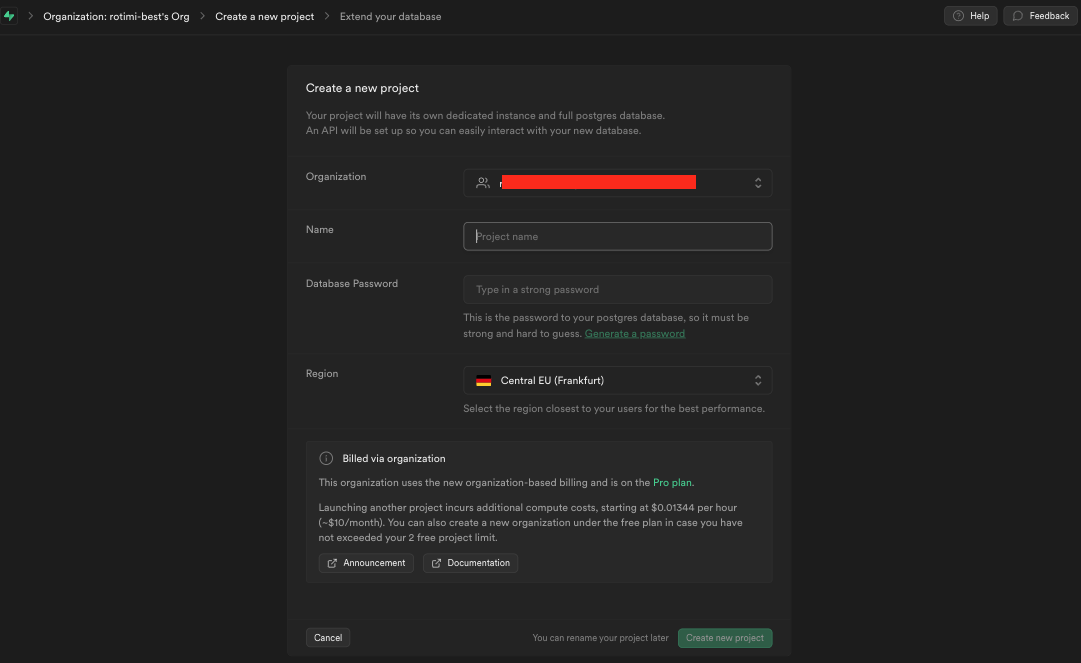 Organization: rotimi-best's Org Create a new project Extend your database Help Feedback
Create a new project
Your project will have its own dedicated instance and full postgres database.
An API will be set up so you can easily interact with your new database.
Organization
Name Project name
Database Password Type in a strong password
This is the password to your postgres database, so it must be
strong and hard to guess. Generate a password
Region Central EU (Frankfurt)
Select the region closest to your users for the best performance.
Billed via organization
This organization uses the new organization-based billing and is on the Pro plan.
Launching another project incurs additional compute costs, starting at $0.01344 per hour
(~$10/month). You can also create a new organization under the free plan in case you have
not exceeded your 2 free project limit.
Announcement Documentation
Cancel You can rename your project later Create new project